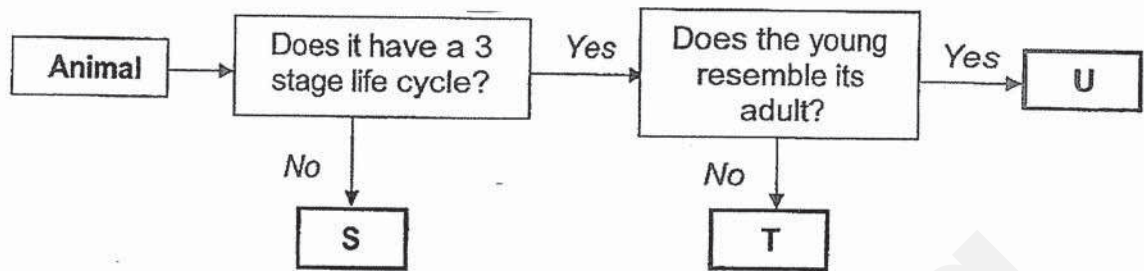 Animal
Does it have a 3
stage life cycle?
Yes
Does the young
resemble its
adult?
Yes
U
No
S
No
T